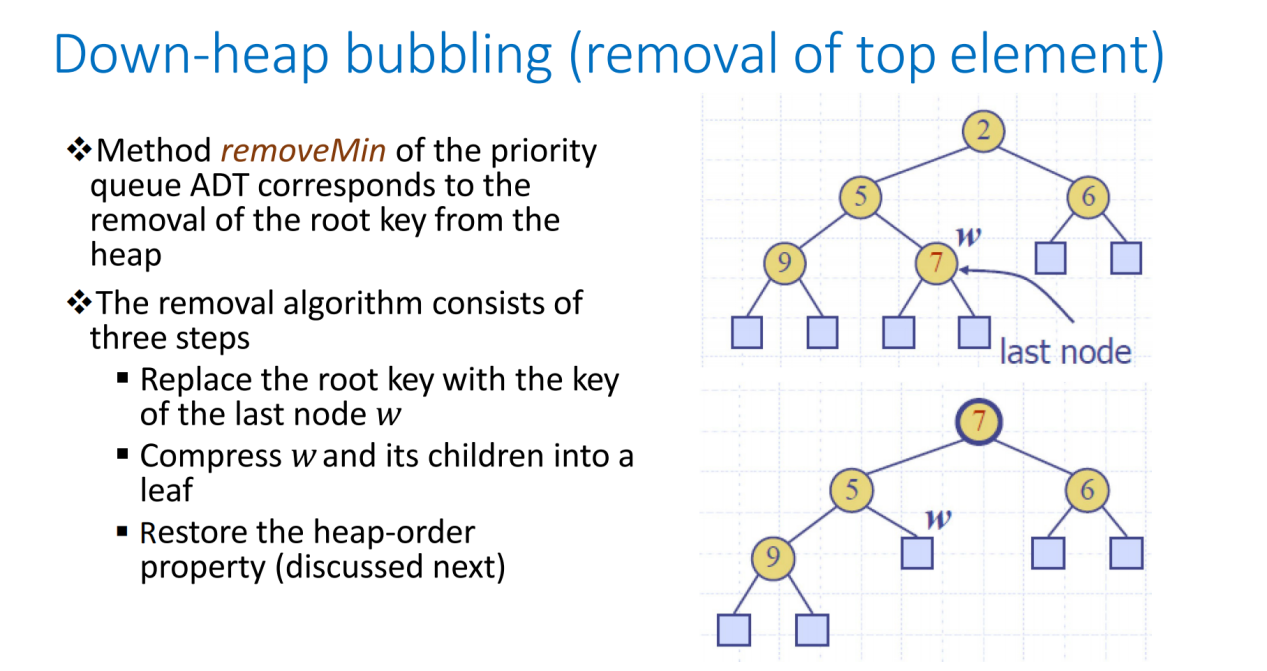 Down-heap bubbling (removal of top element)
❖Method removeMin of the priority
queue ADT corresponds to the
removal of the root key from the
heap
❖The removal algorithm consists of
three steps
▪ Replace the root key with the key
of the last node w
▪ Compress w and its children into a
leaf
▪ Restore the heap-order
property (discussed next)
2
5
6
w
9
7
last node
7
5
6
w
9